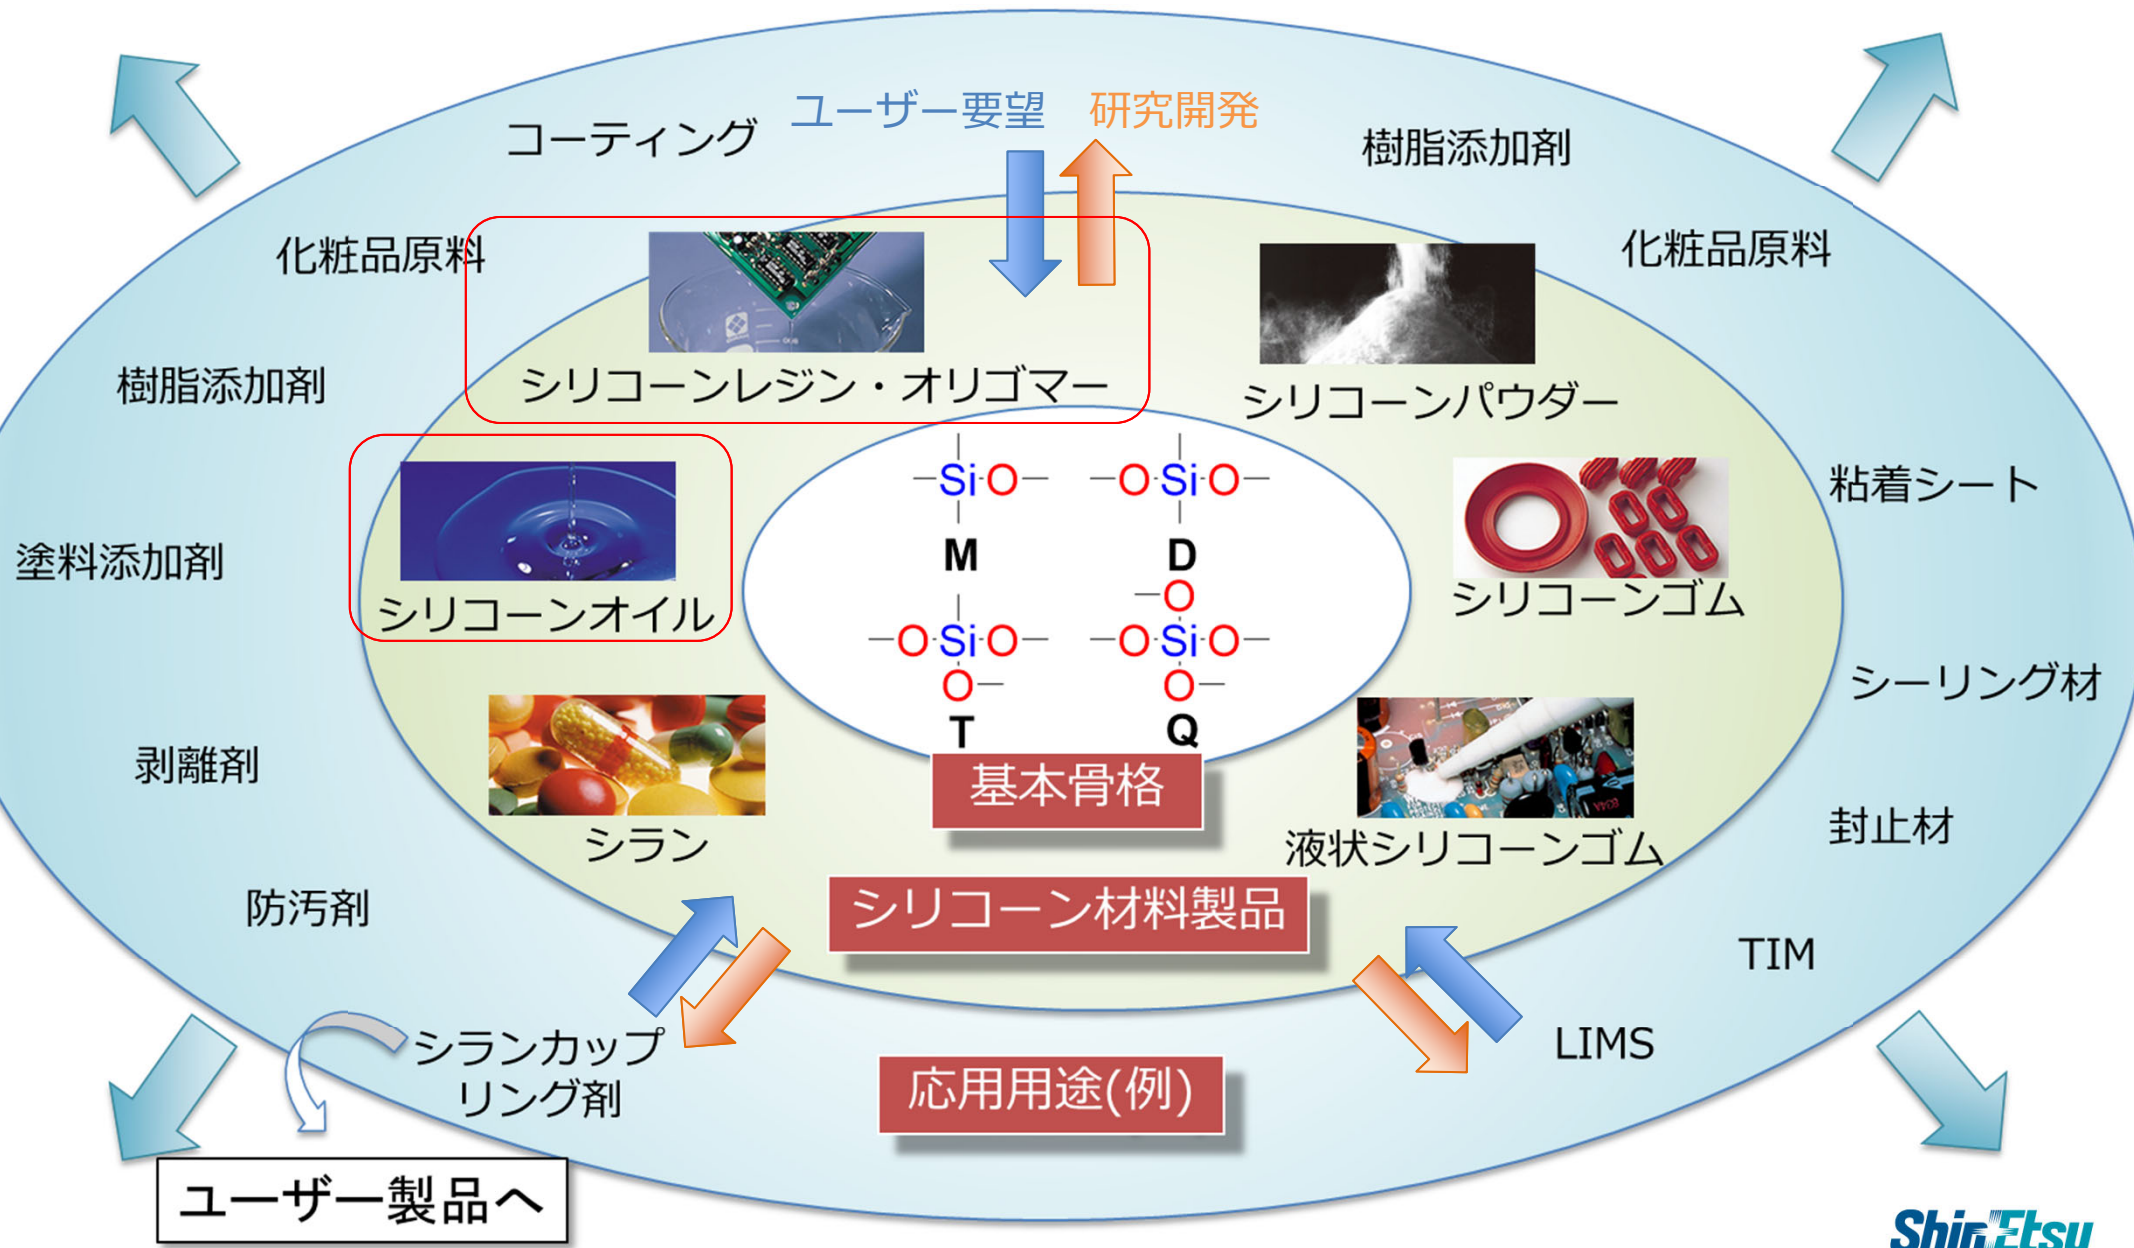 ユーザー要望 研究開発
コーティング
樹脂添加剤
化粧品原料
化粧品原料
シリコーンレジン・オリゴマー
シリコーンパウダー
樹脂添加剤
Si O
O Si O
M
D
粘着シート
塗料添加剤
シリコーンオイル
シリコーンゴム
O
O Si O
O Si O
O
O
T
Q
シーリング材
剥離剤
基本骨格
シラン
液状シリコーンゴム
封止材
防汚剤
シリコーン材料製品
TIM
シランカップ
リング剤
LIMS
応用用途(例)
ユーザー製品へ
ShinEtsu